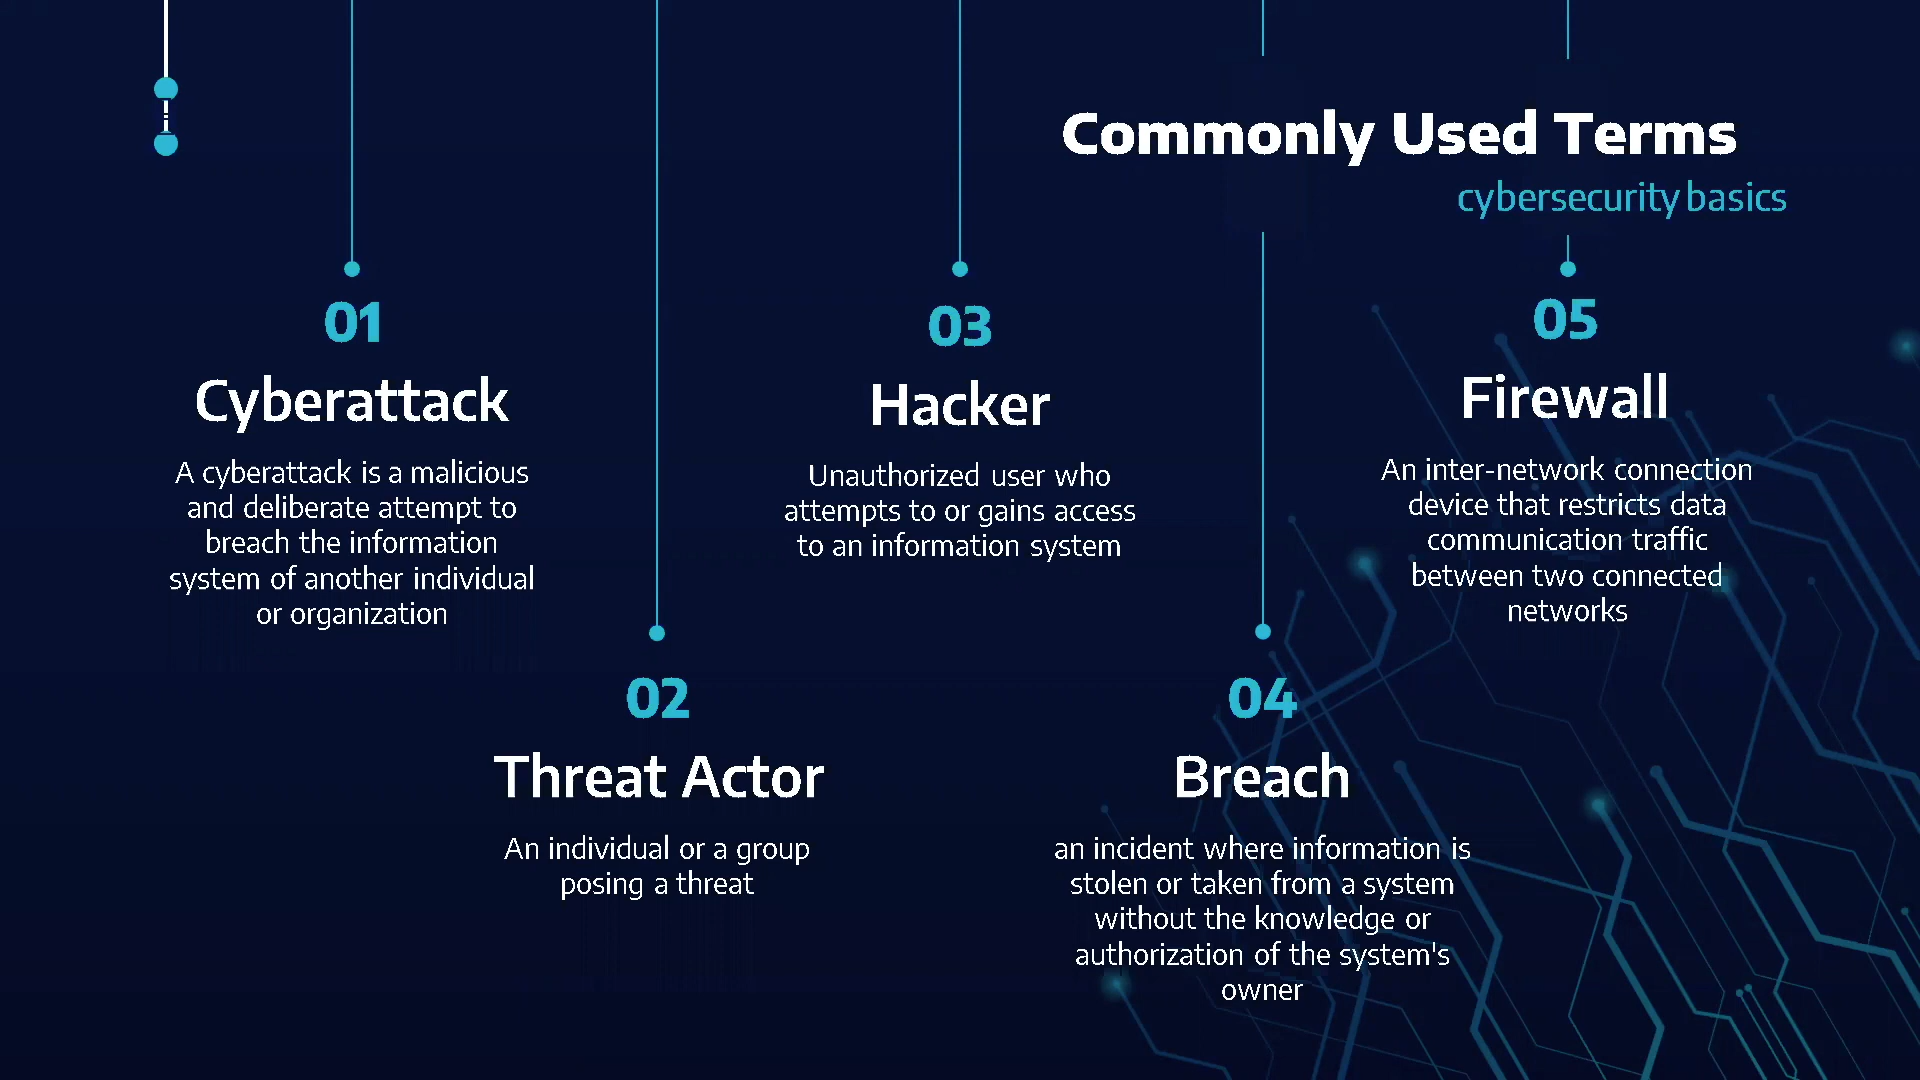 Commonly Used Terms
cybersecurity basics
01
Cyberattack
A cyberattack is a malicious
and deliberate attempt to
breach the information
system of another individual
or organization
02
Threat Actor
An individual or a group
posing a threat
03
Hacker
Unauthorized user who
attempts to or gains access
to an information system
04
Breach
an incident where information is
stolen or taken from a system
without the knowledge or
authorization of the system's
owner
05
Firewall
An inter-network connection
device that restricts data
communication traffic
between two connected
networks